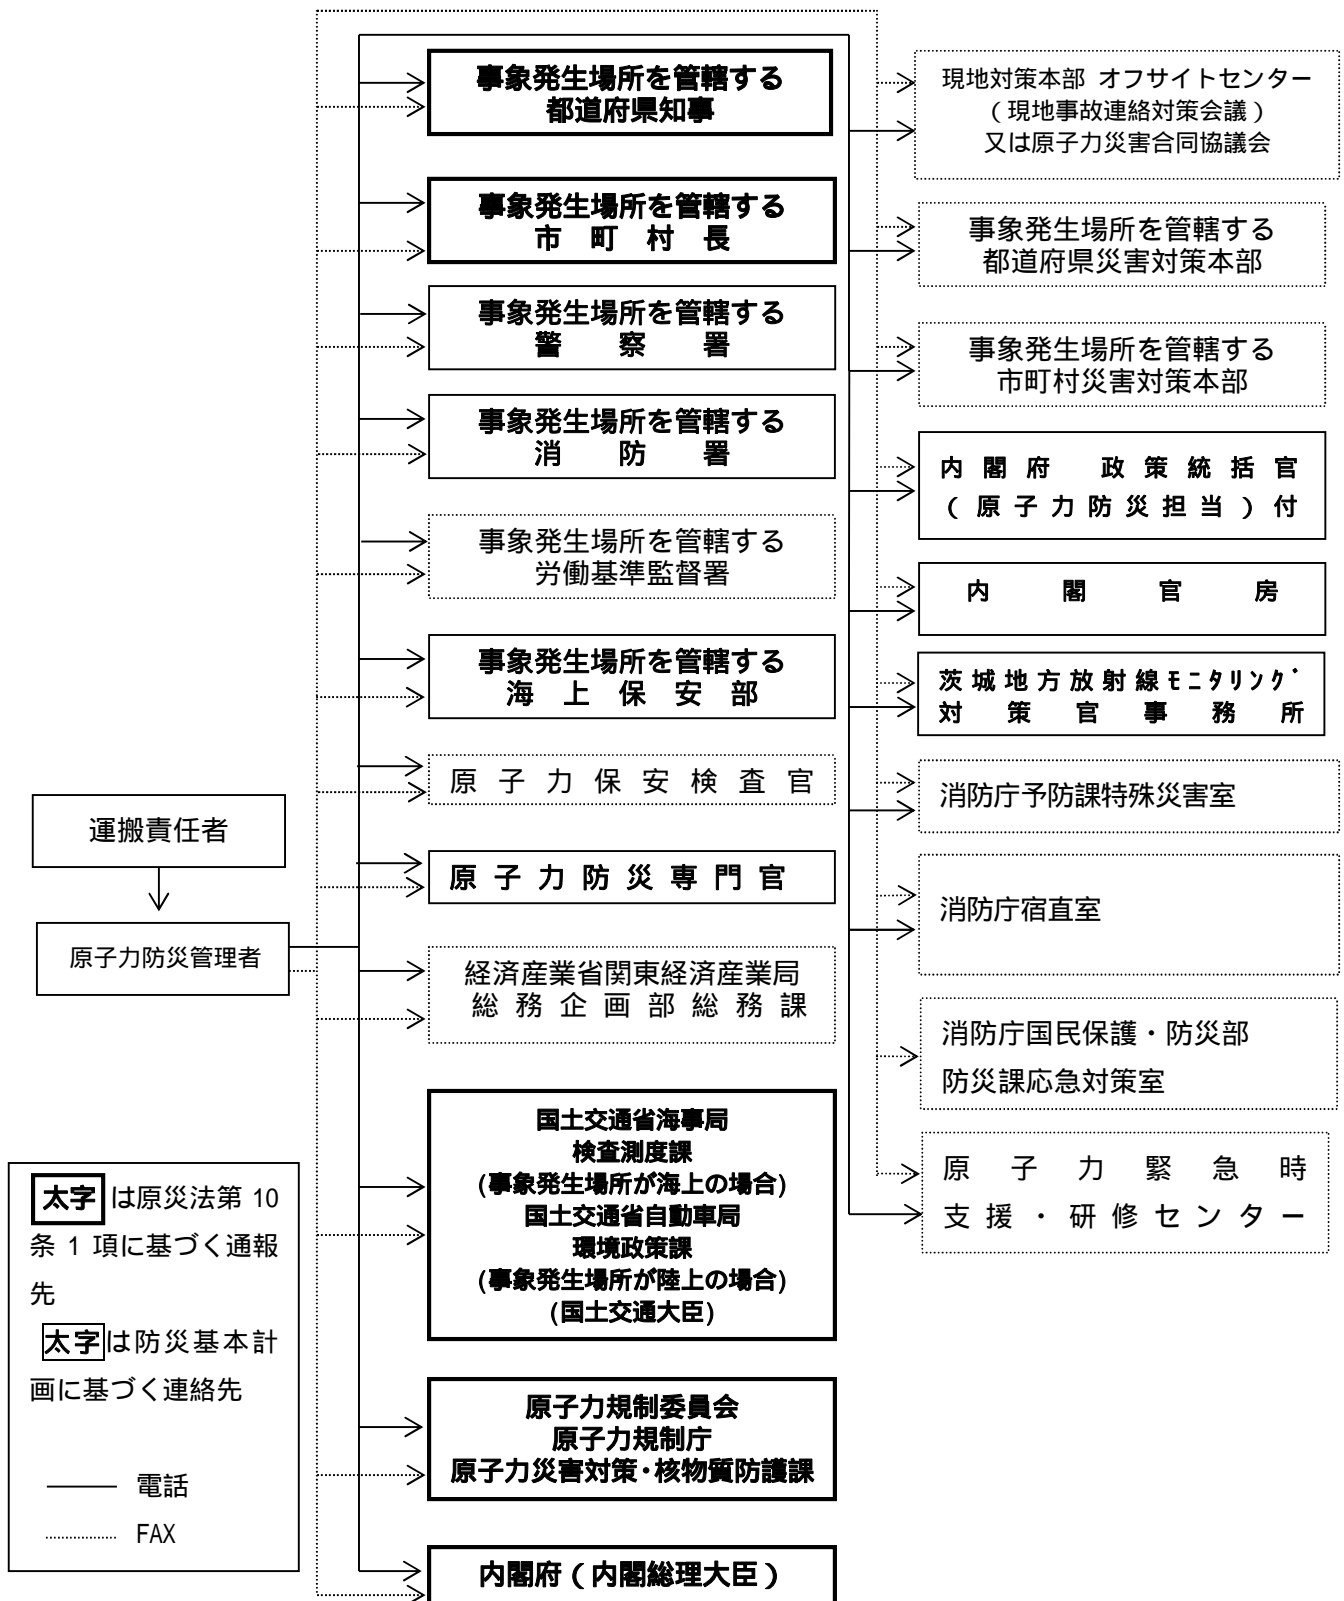 事象発生場所を管轄する
都道府県知事
事象発生場所を管轄する
市 町 村 長
事象発生場所を管轄する
警 察 署
事象発生場所を管轄する
消 防 署
事象発生場所を管轄する
労働基準監督署
事象発生場所を管轄する
海 上 保 安 部
原 子 力 保 安 検 査 官
原 子 力 防 災 専 門 官
経済産業省関東経済産業局
総 務 企 画 部 総 務 課
国土交通省海事局
検査測度課
(事象発生場所が海上の場合)
国土交通省自動車局
環境政策課
(事象発生場所が陸上の場合)
(国土交通大臣)
原子力規制委員会
原子力規制庁
原子力災害対策・核物質防護課
内閣府（内閣総理大臣）
現地対策本部 オフサイトセンター
（現地事故連絡対策会議）
又は原子力災害合同協議会
事象発生場所を管轄する
都道府県災害対策本部
事象発生場所を管轄する
市町村災害対策本部
内 閣 府 政 策 統 括 官
（ 原 子 力 防 災 担 当 ）付
内 閣 官 房
茨城地方放射線ﾓﾆﾀﾘﾝｸﾞ
対 策 官 事 務 所
消防庁予防課特殊災害室
消防庁宿直室
消防庁国民保護・防災部
防災課応急対策室
原 子 力 緊 急 時
支 援 ・ 研 修 セ ン タ ー
運搬責任者
原子力防災管理者
太字 は原災法第 10
条 1 項に基づく通報
先
太字は防災基本計
画に基づく連絡先
電話
FAX